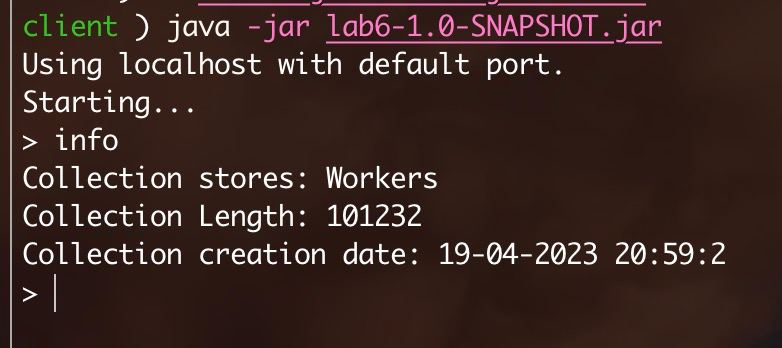 client ) java -jar lab6-1.0-SNAPSHOT.jar
Using localhost with default port.
Starting...
> info
Collection stores: Workers
Collection Length: 101232
Collection creation date: 19-04-2023 20:59:2
>